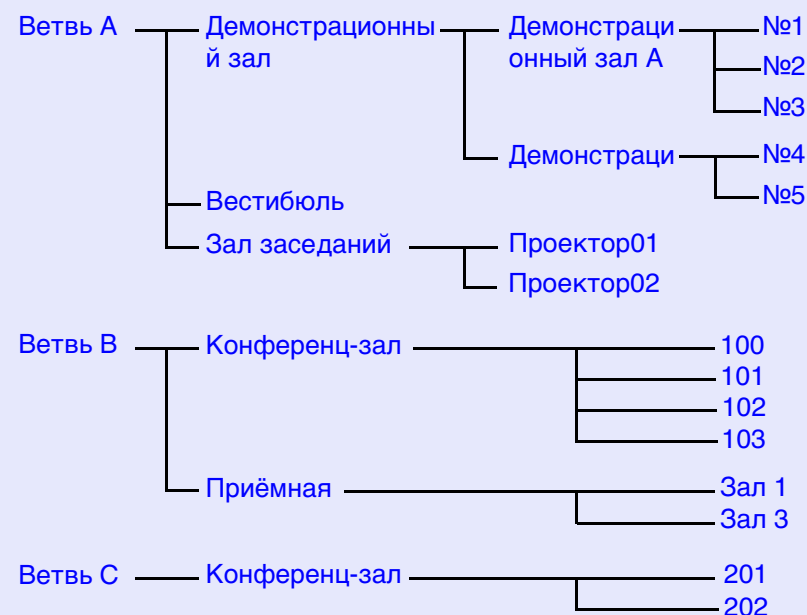 Ветвь A Демонстрационны Демонстраци №1
й зал онный зал A №2
№3
Демонстраци №4
№5
Вестибюль
Зал заседаний Проектор01
Проектор02
Ветвь B Конференц-зал 100
101
102
103
Приёмная Зал 1
Зал 3
Ветвь C Конференц-зал 201
202